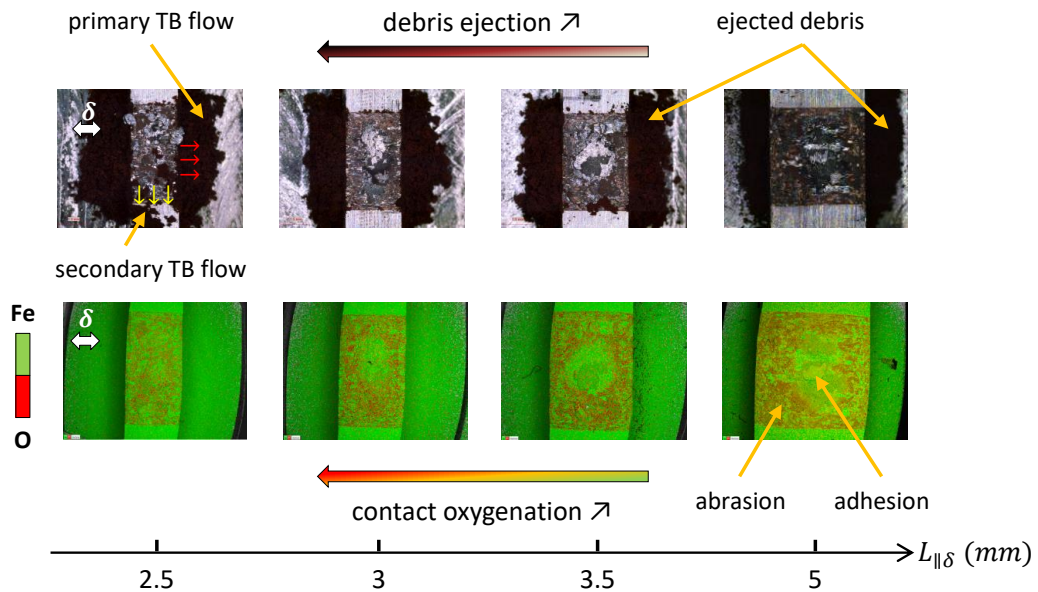 primary TB flow
debris ejection ↗
ejected debris
δ
secondary TB flow
Fe
O
δ
abrasion
adhesion
contact oxygenation ↗
2.5
3
3.5
5
L∥δ (mm)